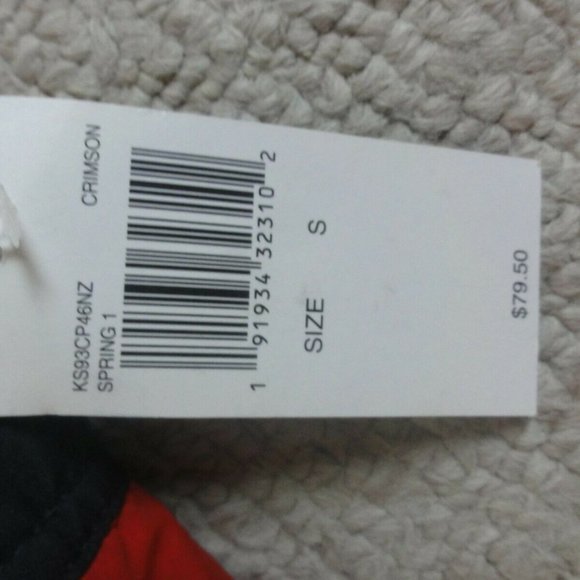 KS93CP46NZ CRIMSON
SPRING 1
1 91934 32310 2
SIZE S
$79.50